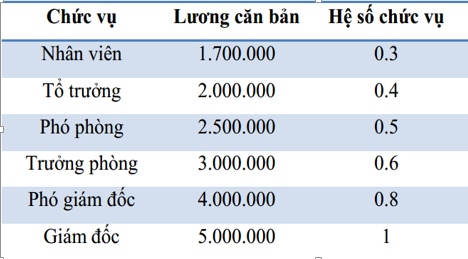 Chức vụ Lương căn bản Hệ số chức vụ
Nhân viên 1.700.000 0.3
Tổ trưởng 2.000.000 0.4
Phó phòng 2.500.000 0.5
Trưởng phòng 3.000.000 0.6
Phó giám đốc 4.000.000 0.8
Giám đốc 5.000.000 1